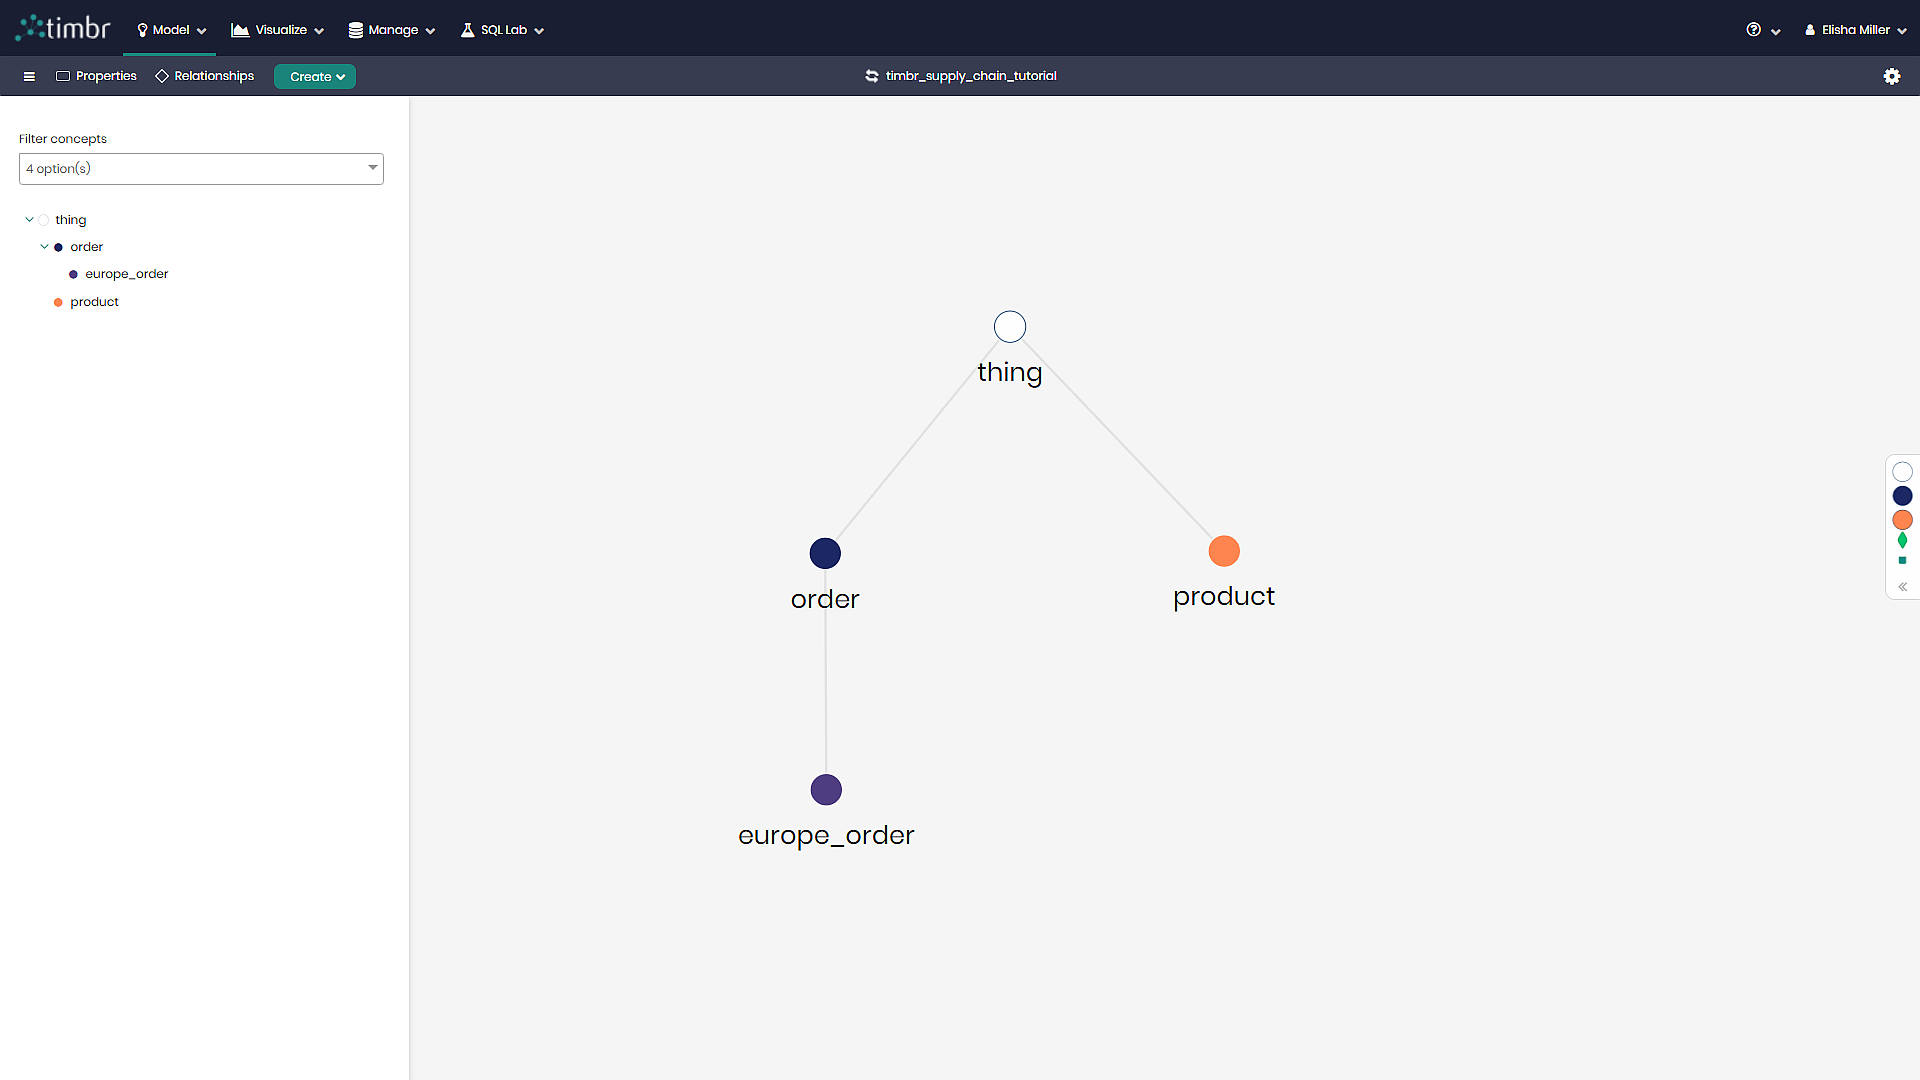 timbr
Model
Visualize
Manage
SQL Lab
Elisha Miller
Properties
Relationships
Create
timbr_supply_chain_tutorial
Filter concepts
4 option(s)
thing
order
europe_order
product
thing
order
product
europe_order